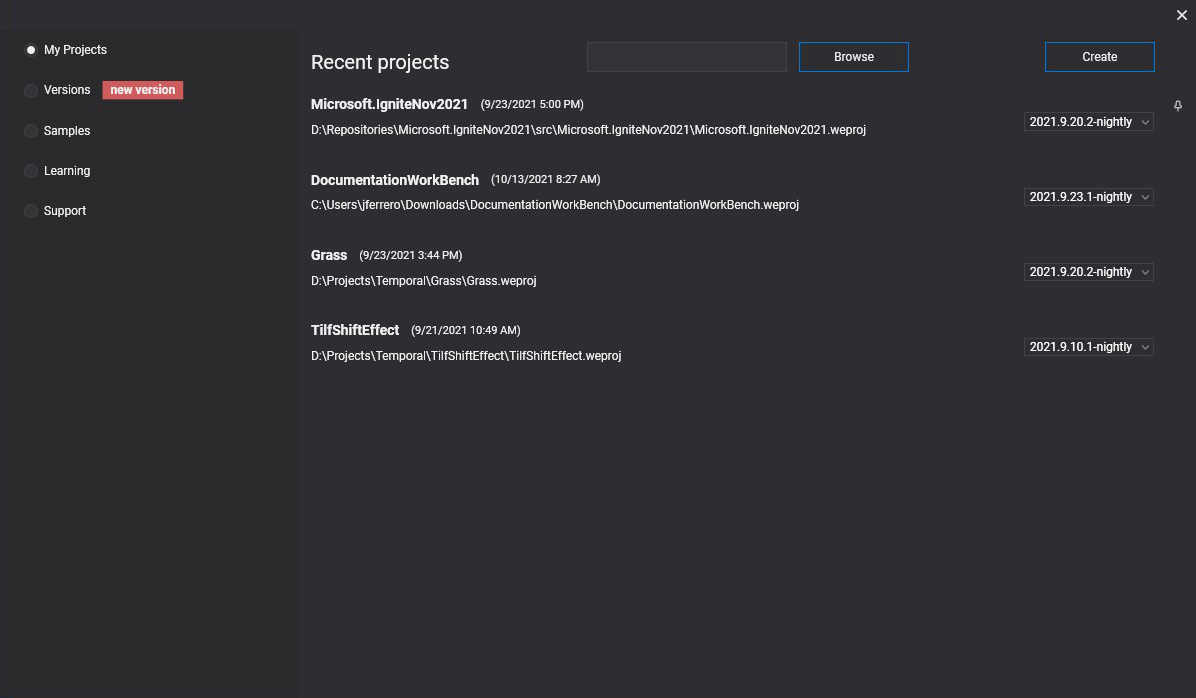 My Projects
Versions new version
Samples
Learning
Support
Recent projects
Browse
Create
Microsoft.IgniteNov2021 (9/23/2021 5:00 PM)
D:\Repositories\Microsoft.IgniteNov2021\src\Microsoft.IgniteNov2021\Microsoft.IgniteNov2021.weproj
2021.9.20.2-nightly
DocumentationWorkBench (10/13/2021 8:27 AM)
C:\Users\jferrero\Downloads\DocumentationWorkBench\DocumentationWorkBench.weproj
2021.9.23.1-nightly
Grass (9/23/2021 3:44 PM)
D:\Projects\Temporal\Grass\Grass.weproj
2021.9.20.2-nightly
TilfShiftEffect (9/21/2021 10:49 AM)
D:\Projects\Temporal\TilfShiftEffect\TilfShiftEffect.weproj
2021.9.10.1-nightly